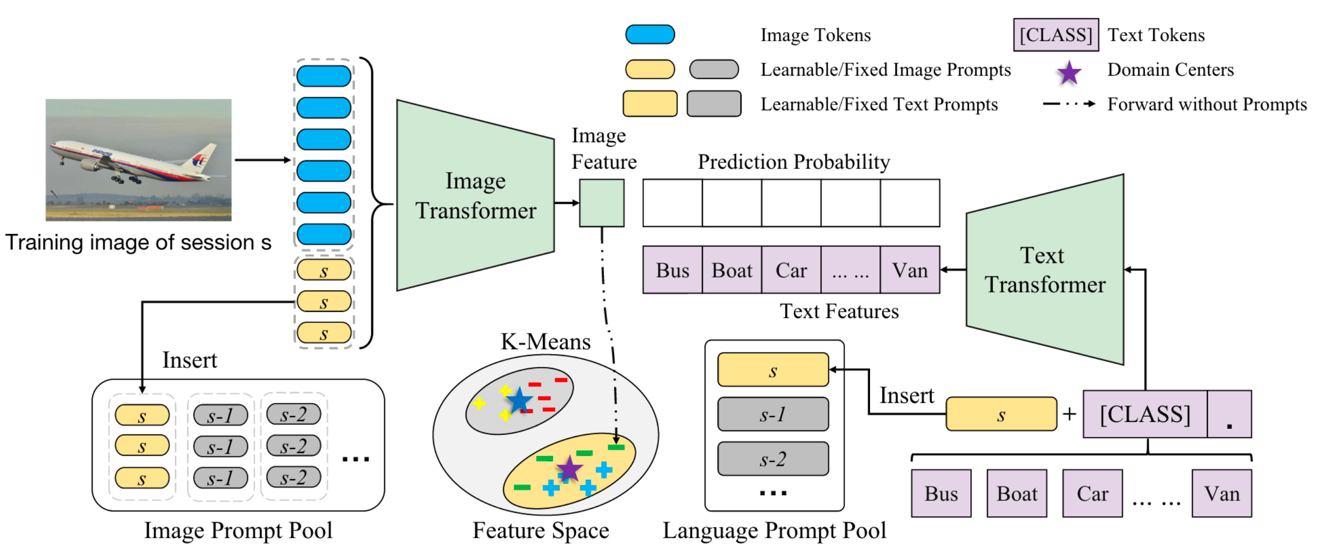 Image Tokens
[CLASS] Text Tokens
Learnable/Fixed Image Prompts
Domain Centers
Learnable/Fixed Text Prompts
Forward without Prompts
Training image of session s
s
s
s
Image
Transformer
Image
Feature
Prediction Probability
Bus Boat Car ... ... Van
Text Features
Text
Transformer
Insert
s s-1 s-2
s s-1 s-2
s s-1 s-2
...
Image Prompt Pool
K-Means
Feature Space
s
s-1
s-2
...
Language Prompt Pool
Insert
s + [CLASS] .
Bus Boat Car ... ... Van